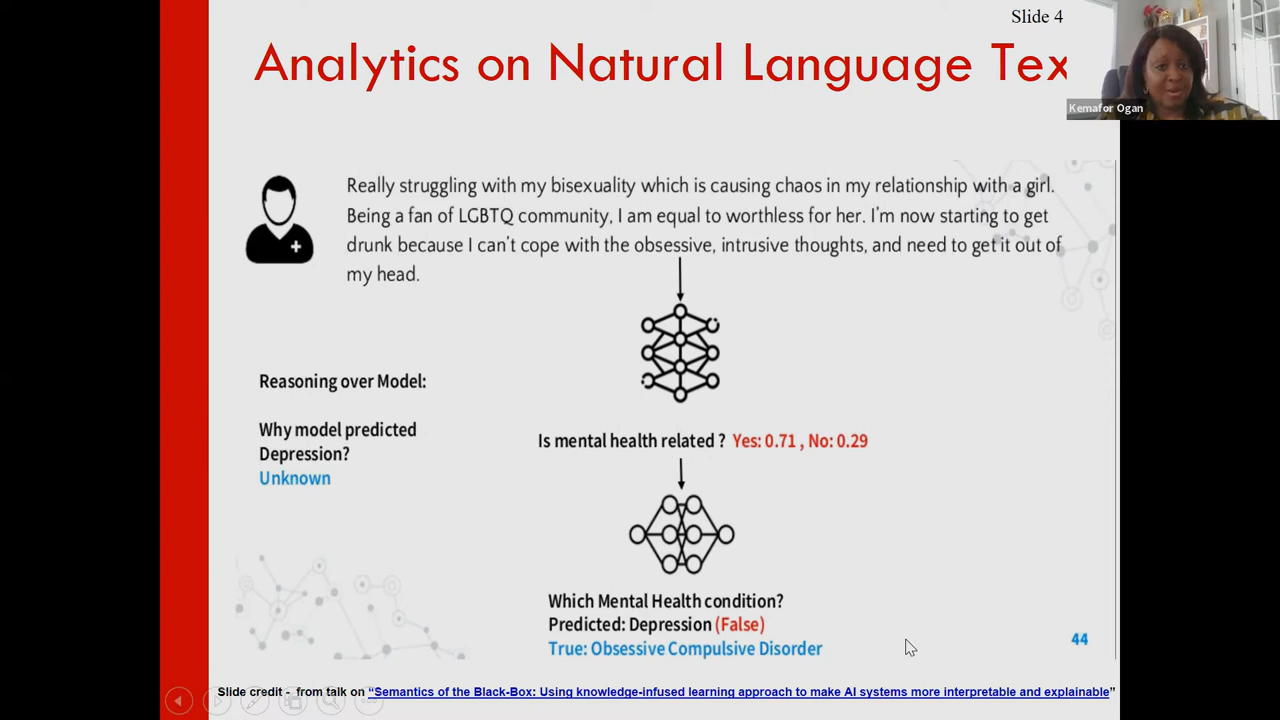 Slide 4
Analytics on Natural Language Tex
Kemafor Ogan
Really struggling with my bisexuality which is causing chaos in my relationship with a girl.
Being a fan of LGBTQ community, I am equal to worthless for her. I'm now starting to get
drunk because I can't cope with the obsessive, intrusive thoughts, and need to get it out of
my head.
Reasoning over Model:
Why model predicted
Depression?
Unknown
Is mental health related ? Yes: 0.71 , No: 0.29
Which Mental Health condition?
Predicted: Depression (False)
True: Obsessive Compulsive Disorder
44
Slide credit - from talk on “Semantics of the Black-Box: Using knowledge-infused learning approach to make AI systems more interpretable and explainable”